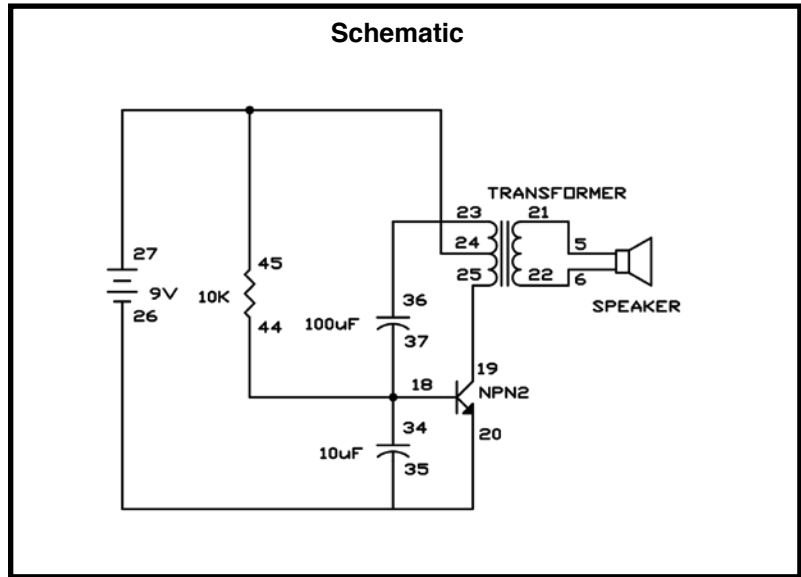 Schematic
TRANSFORMER
23 21
24 5
25 22 6
SPEAKER
27
9V
26
45
10K
44
36
100uF
37
18
19
NPN2
20
34
10uF
35